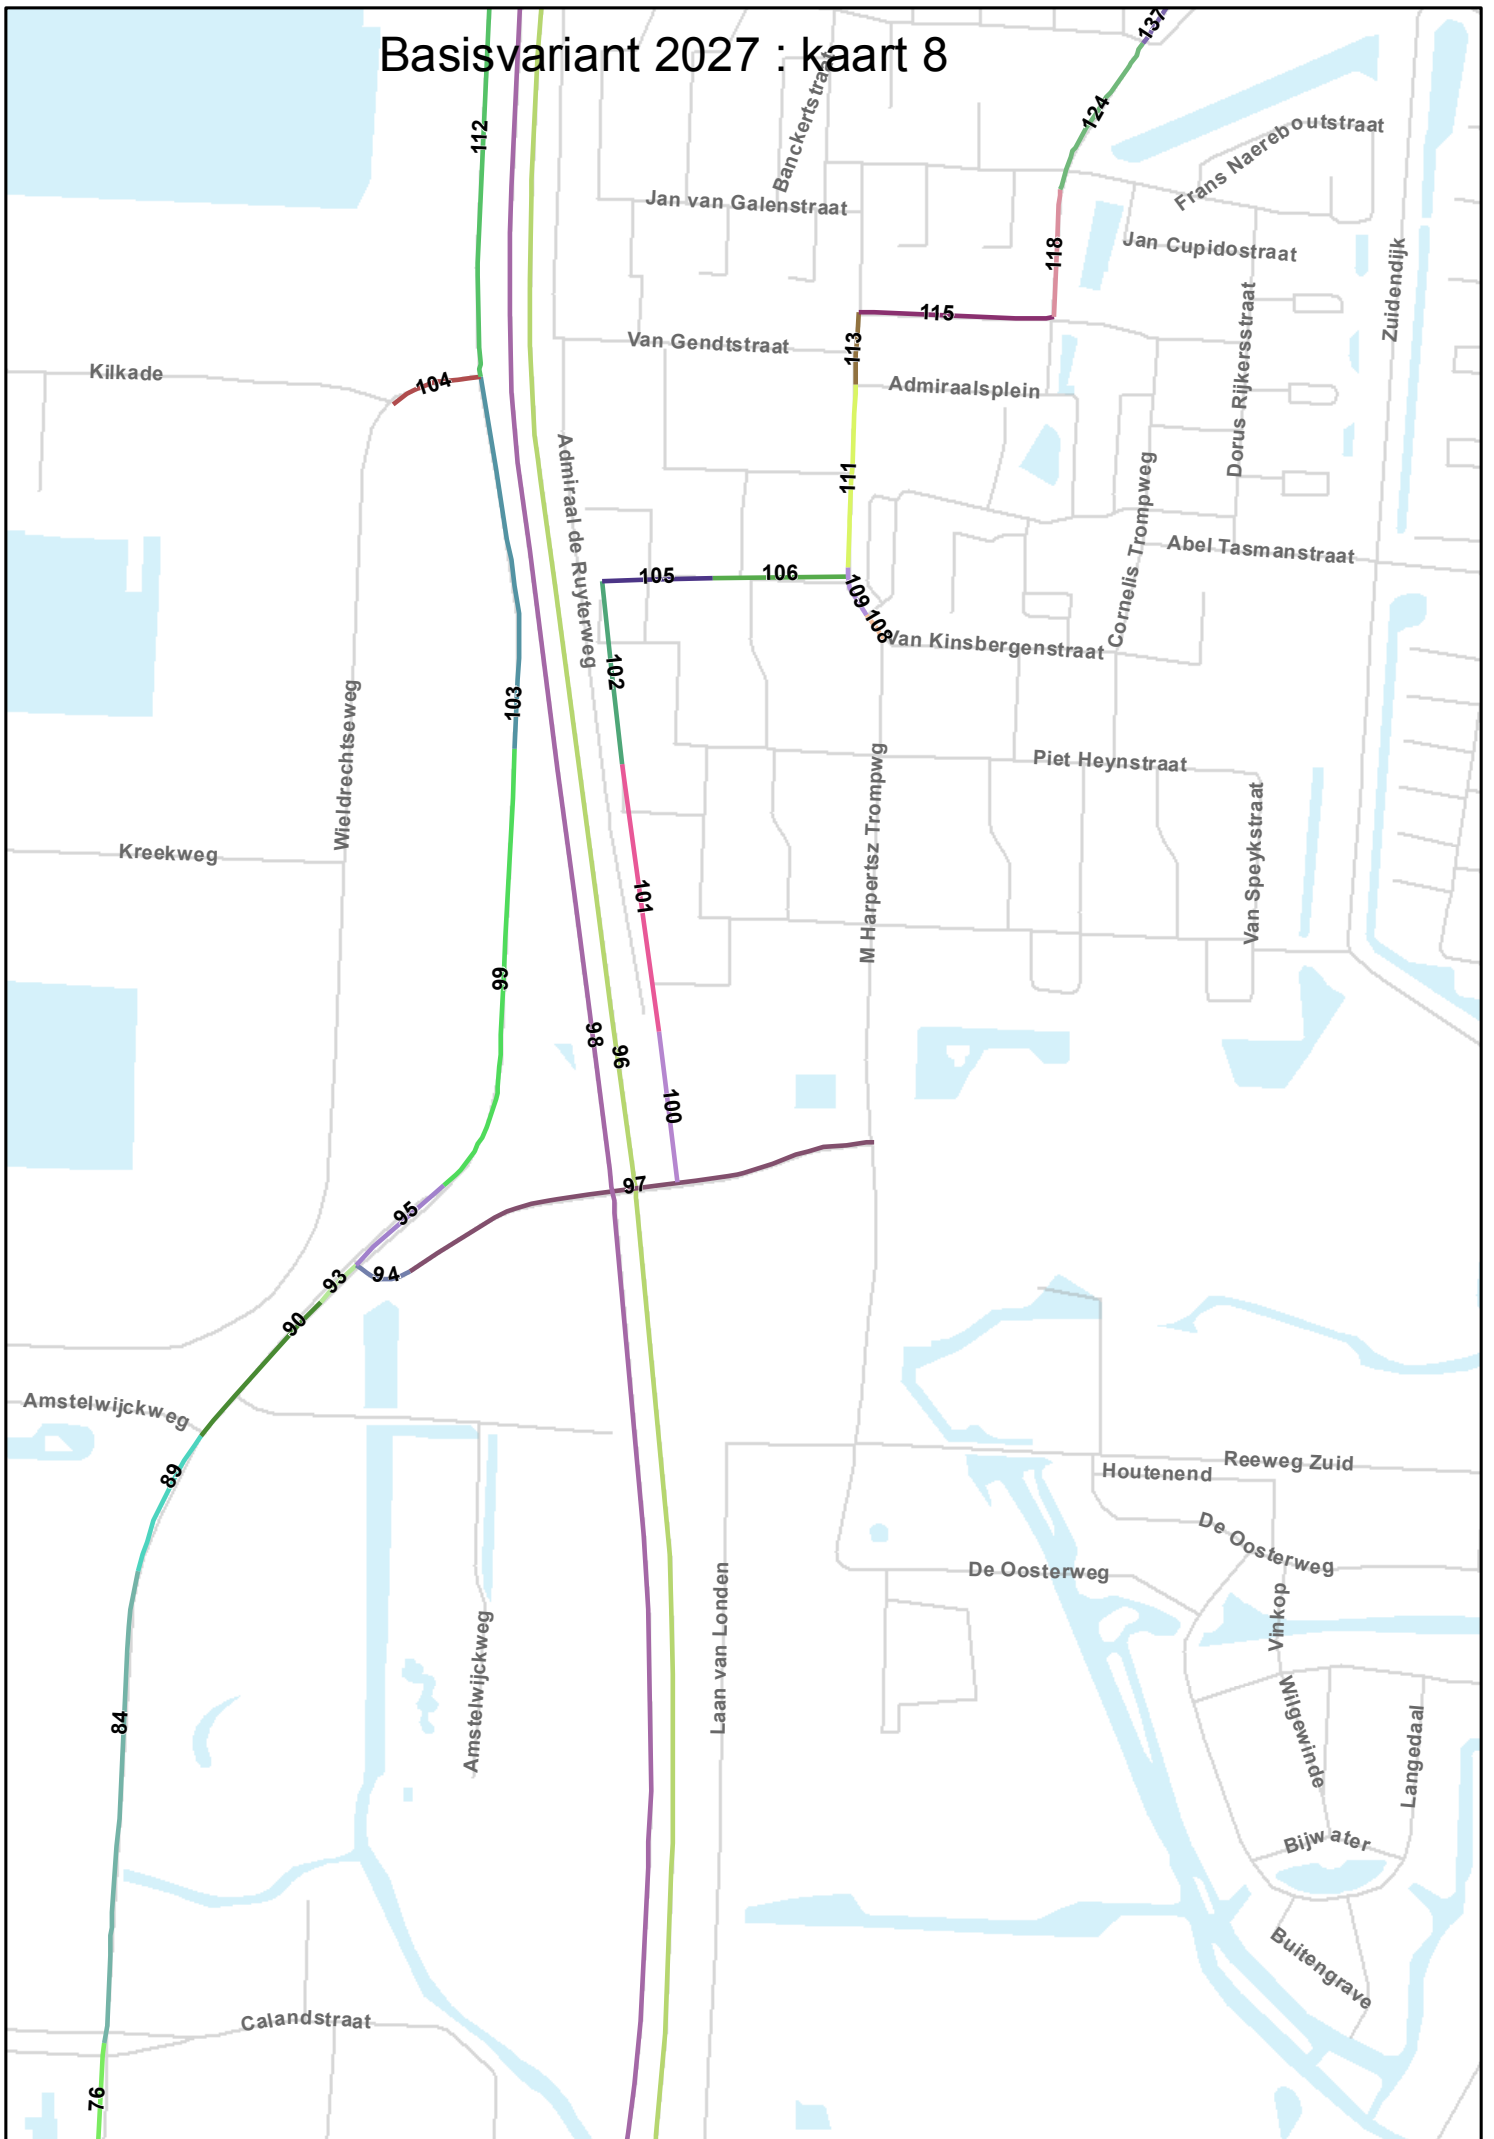 Basisvariant 2027 : kaart 8
137
112
124
Banckertstraat
Frans Naereboutstraat
Jan van Galenstraat
118
Jan Cupidostraat
Zuidendijk
115
113
Van Gendtstraat
Dorus Rijkersstraat
Kilkade
104
Admiraalsplein
111
Admiraal de Ruyterweg
Cornelis Trompweg
Abel Tasmanstraat
105
106
109
108
Van Kinsbergenstraat
102
103
Wieldrechtseweg
Piet Heynstraat
M Harpertsz Trompwg
Van Speykstraat
Kreekweg
101
99
98
96
100
97
95
94
93
90
Amstelwijckweg
89
Reeweg Zuid
Houtenend
De Oosterweg
De Oosterweg
Vinkop
Laan van Londen
Amstelwijckweg
84
Wilgewinde
Langedaal
Bijwater
Buitengrave
Calandstraat
76